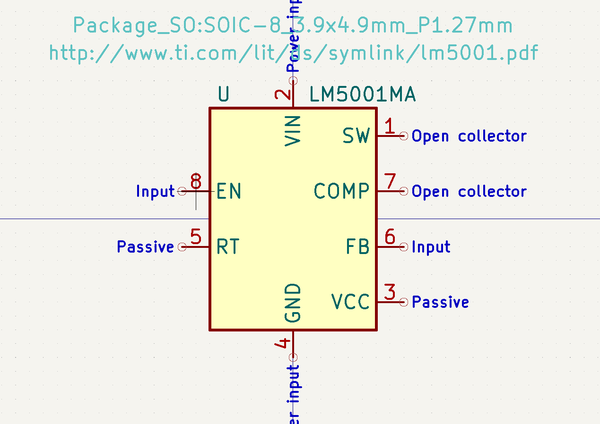 Package_SO:SOIC-8_3.9x4.9mm_P1.27mm
http://www.ti.com/lit/ds/symlink/lm5001.pdf
Power inp
2
U
LM5001MA
VIN
SW
1
Open collector
Input
8
EN
COMP
7
Open collector
Passive
5
RT
FB
6
Input
GND
VCC
3
Passive
4
er input